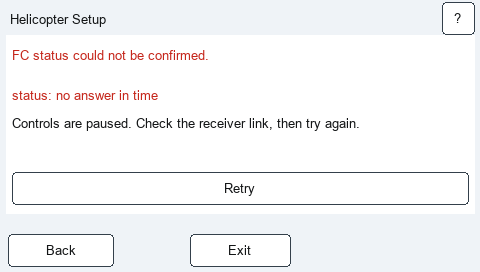 Helicopter Setup
?
FC status could not be confirmed.
status: no answer in time
Controls are paused. Check the receiver link, then try again.
Retry
Back
Exit